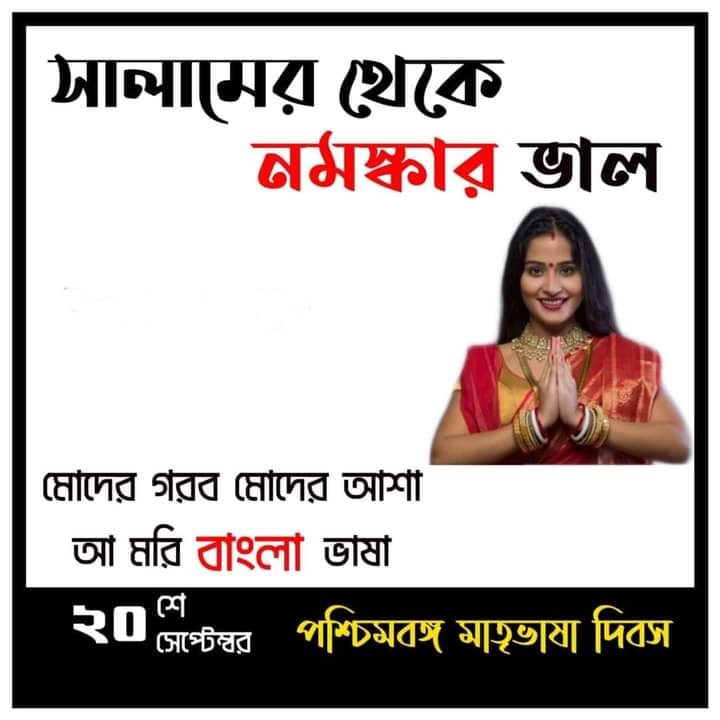 সালামের থেকে
নমস্কার ভাল
মোদের গরব মোদের আশা
আ মরি বাংলা ভাষা
২০ শে সেপ্টেম্বর
পশ্চিমবঙ্গ মাতৃভাষা দিবস